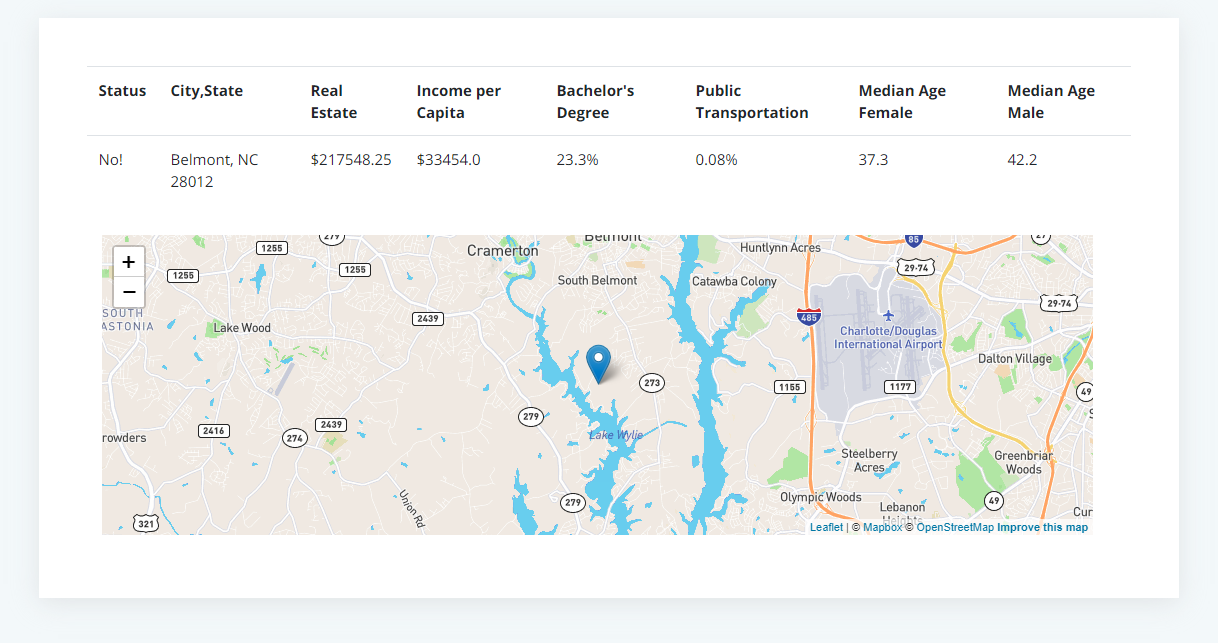 Status City,State Real Estate Income per Capita Bachelor's Degree Public Transportation Median Age Female Median Age Male
No! Belmont, NC 28012 $217548.25 $33454.0 23.3% 0.08% 37.3 42.2
+
−
279
Belmont
85
27
1255
Cramerton
Huntlynn Acres
1255
1255
South Belmont
Catawba Colony
29-74
29-74
SOUTH
ASTONIA
Lake Wood
2439
485
Charlotte/Douglas
International Airport
Dalton Village
273
1155
1177
49
279
2439
2416
274
rowders
Lake Wylie
Steelberry
Acres
Greenbriar
Woods
Union Rd
279
Olympic Woods
49
Lebanon
Heights
Cur
321
Leaflet | © Mapbox © OpenStreetMap Improve this map